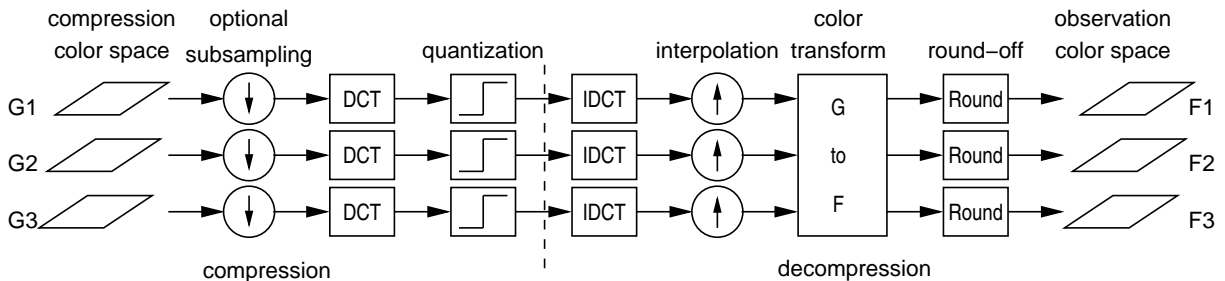 compression optional color observation
color space subsampling quantization interpolation transform round−off color space
G1 DCT IDCT G Round F1
G2 DCT IDCT to Round F2
G3 DCT IDCT F Round F3
compression decompression